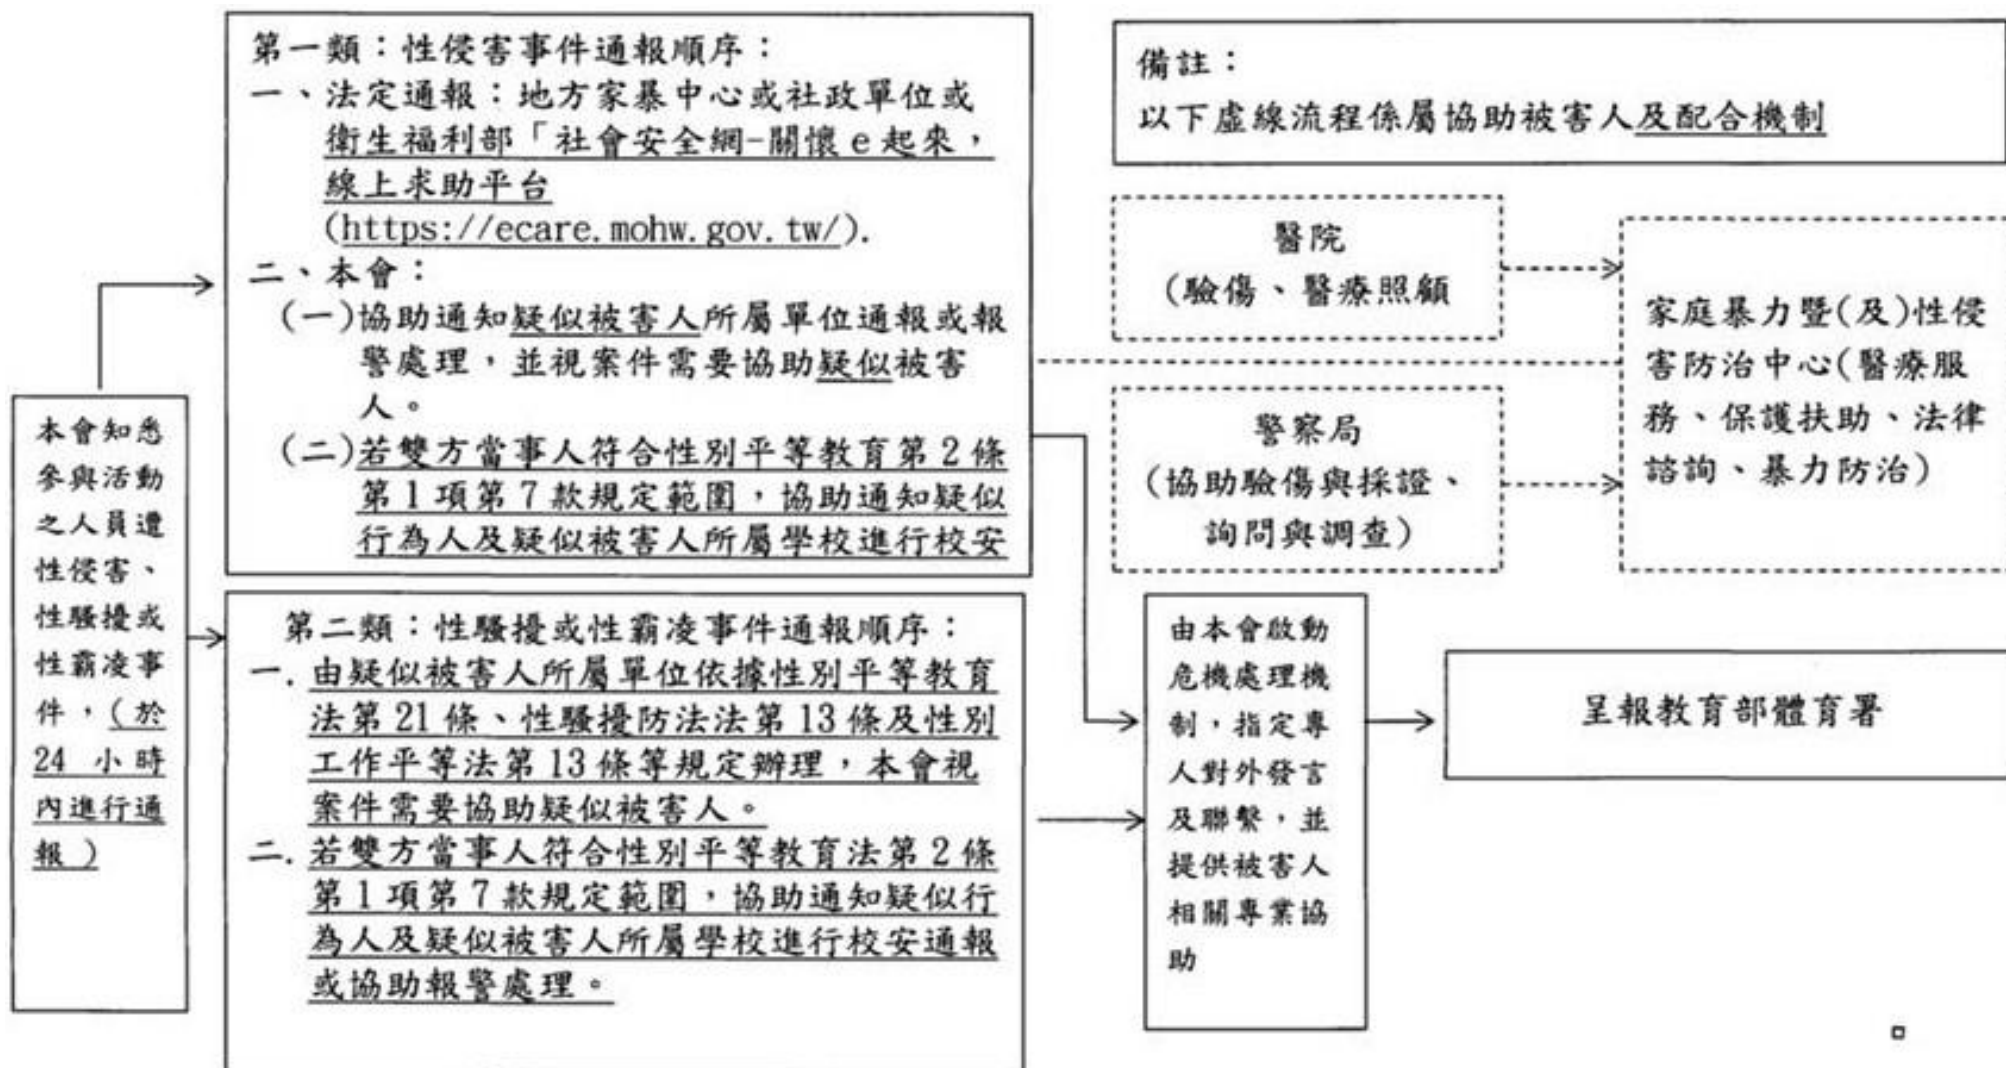 本會知悉
參與活動
之人員遭
性侵害、
性騷擾或
性霸凌事
件，(於
24 小時
內進行通
報)
第一類：性侵害事件通報順序：
一、法定通報：地方家暴中心或社政單位或
衛生福利部「社會安全網-關懷 e 起來，
線上求助平台
(https://ecare.mohw.gov.tw/).
二、本會：
(一)協助通知疑似被害人所屬單位通報或報
警處理，並視案件需要協助疑似被害
人。
(二)若雙方當事人符合性別平等教育第 2 條
第 1 項第 7 款規定範圍，協助通知疑似
行為人及疑似被害人所屬學校進行校安
第二類：性騷擾或性霸凌事件通報順序：
一. 由疑似被害人所屬單位依據性別平等教育
法第 21 條、性騷擾防法法第 13 條及性別
工作平等法第 13 條等規定辦理，本會視
案件需要協助疑似被害人。
二. 若雙方當事人符合性別平等教育法第 2 條
第 1 項第 7 款規定範圍，協助通知疑似行
為人及疑似被害人所屬學校進行校安通報
或協助報警處理。
備註：
以下虛線流程係屬協助被害人及配合機制
醫院
(驗傷、醫療照顧
警察局
(協助驗傷與採證、
詢問與調查)
家庭暴力暨(及)性侵
害防治中心(醫療服
務、保護扶助、法律
諮詢、暴力防治)
由本會啟動
危機處理機
制，指定專
人對外發言
及聯繫，並
提供被害人
相關專業協
助
呈報教育部體育署